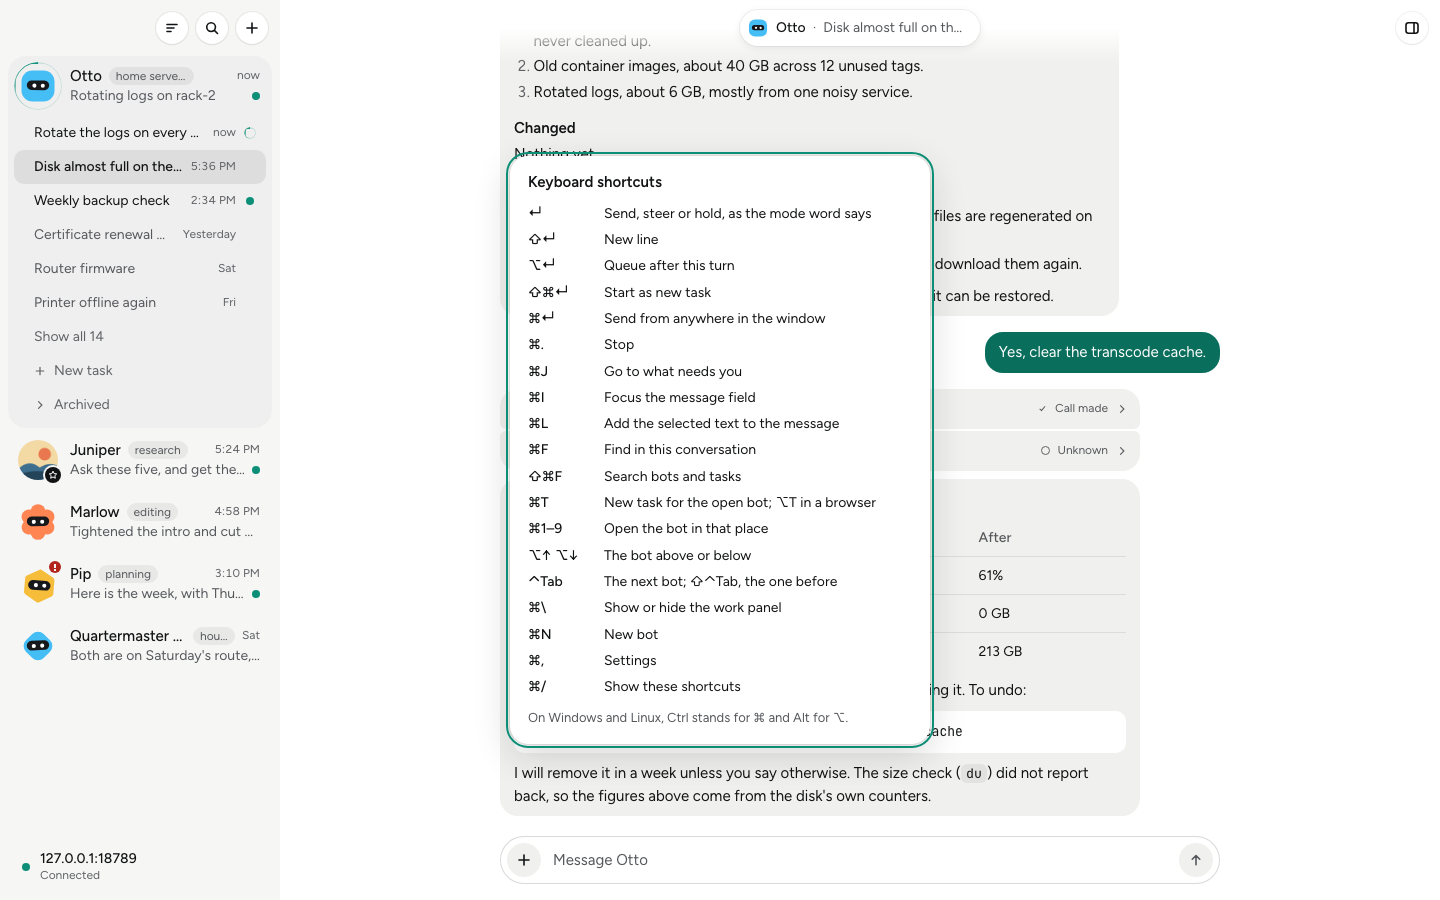 Otto home serve... now
Rotating logs on rack-2
Rotate the logs on every ... now
Disk almost full on the... 5:36 PM
Weekly backup check 2:34 PM
Certificate renewal ... Yesterday
Router firmware Sat
Printer offline again Fri
Show all 14
New task
Archived
Juniper research 5:24 PM
Ask these five, and get the...
Marlow editing 4:58 PM
Tightened the intro and cut ...
Pip planning 3:10 PM
Here is the week, with Thu...
Quartermaster ... hou... Sat
Both are on Saturday's route,...
127.0.0.1:18789
Connected
Otto · Disk almost full on th...
never cleaned up.
2. Old container images, about 40 GB across 12 unused tags.
3. Rotated logs, about 6 GB, mostly from one noisy service.
Changed
Nothing yet
files are regenerated on
download them again.
it can be restored.
Keyboard shortcuts
↵ Send, steer or hold, as the mode word says
⇧↵ New line
⌥↵ Queue after this turn
⇧⌘↵ Start as new task
⌘↵ Send from anywhere in the window
⌘. Stop
⌘J Go to what needs you
⌘I Focus the message field
⌘L Add the selected text to the message
⌘F Find in this conversation
⇧⌘F Search bots and tasks
⌘T New task for the open bot; ⌥T in a browser
⌘1–9 Open the bot in that place
⌥↑ ⌥↓ The bot above or below
^Tab The next bot; ⇧^Tab, the one before
⌘\ Show or hide the work panel
⌘N New bot
⌘, Settings
⌘/ Show these shortcuts
On Windows and Linux, Ctrl stands for ⌘ and Alt for ⌥.
Yes, clear the transcode cache.
Call made
Unknown
After
61%
0 GB
213 GB
ing it. To undo:
cache
I will remove it in a week unless you say otherwise. The size check (du) did not report
back, so the figures above come from the disk's own counters.
Message Otto